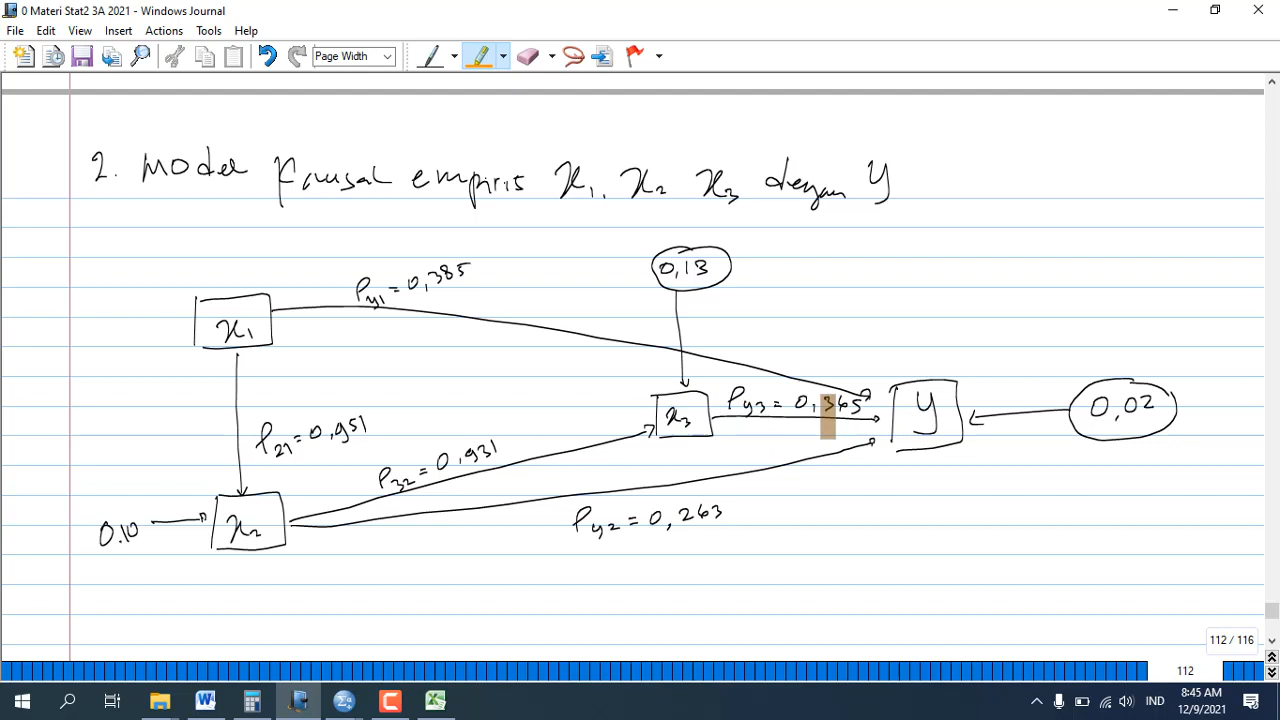 0 Materi Stat2 3A 2021 - Windows Journal
File Edit View Insert Actions Tools Help
Page Width
2. Model Kausal empiris x1, x2 x3 dengan y
0,13
ρy1 = 0,385
x1
ρy3 = 0,365
x3
y
0,02
ρ21 = 0,951
ρ32 = 0,931
0.10
x2
ρy2 = 0,263
112 / 116
112
IND
8:45 AM
12/9/2021